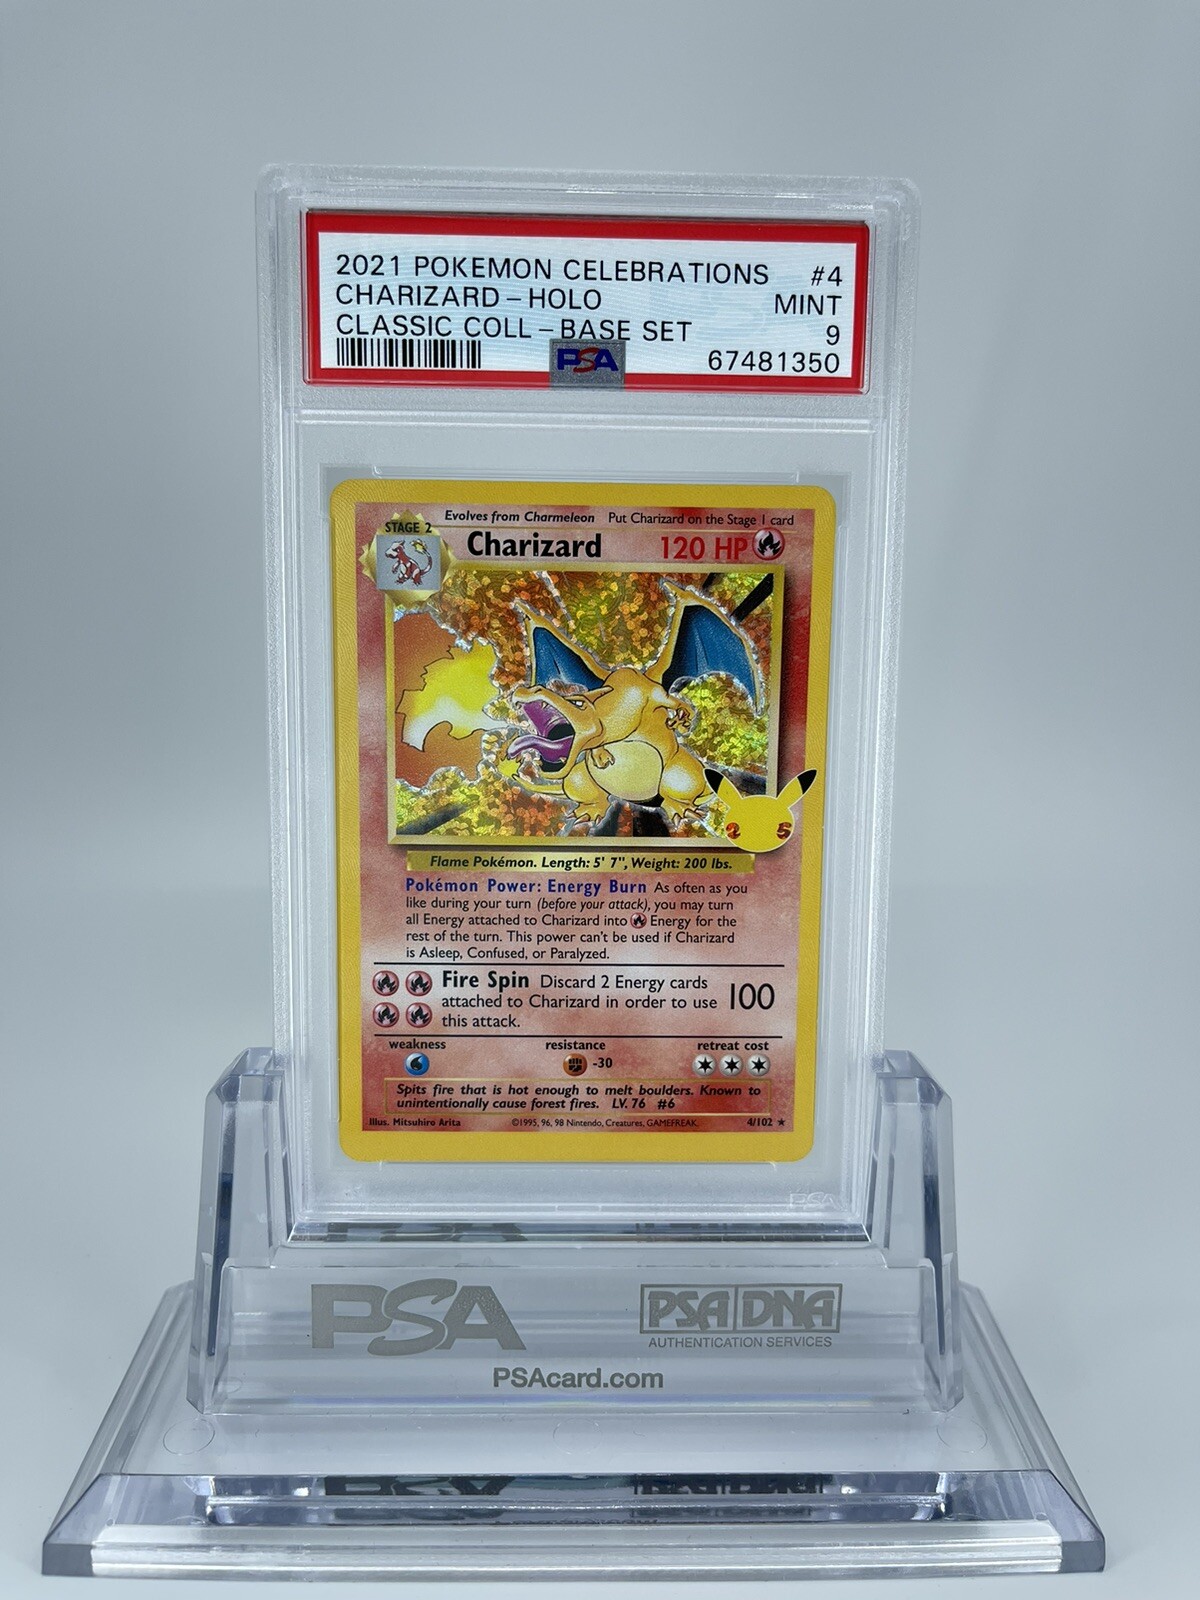 2021 POKEMON CELEBRATIONS #4
CHARIZARD-HOLO MINT
CLASSIC COLL-BASE SET 9
PSA 67481350
Evolves from Charmeleon Put Charizard on the Stage 1 card
STAGE 2
Charizard 120 HP
2 5
Flame Pokémon. Length: 5' 7", Weight: 200 lbs.
Pokémon Power: Energy Burn As often as you
like during your turn (before your attack), you may turn
all Energy attached to Charizard into Energy for the
rest of the turn. This power can't be used if Charizard
is Asleep, Confused, or Paralyzed.
Fire Spin Discard 2 Energy cards
attached to Charizard in order to use 100
this attack.
weakness resistance retreat cost
-30
Spits fire that is hot enough to melt boulders. Known to
unintentionally cause forest fires. LV. 76 #6
Illus. Mitsuhiro Arita ©1995, 96, 98 Nintendo, Creatures, GAMEFREAK. 4/102 ★
PSA
PSA PSA DNA
AUTHENTICATION SERVICES
PSAcard.com